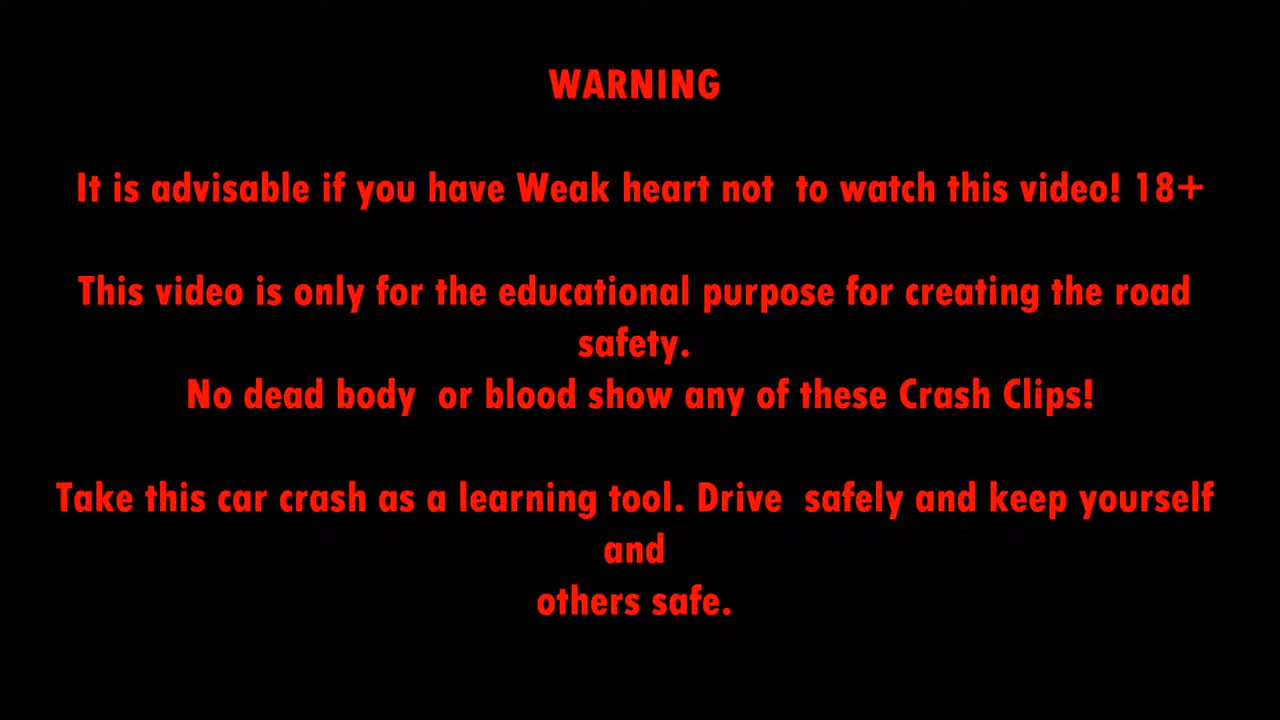 WARNING
It is advisable if you have Weak heart not  to watch this video! 18+
This video is only for the educational purpose for creating the road
safety.
No dead body  or blood show any of these Crash Clips!
Take this car crash as a learning tool. Drive  safely and keep yourself
and
others safe.